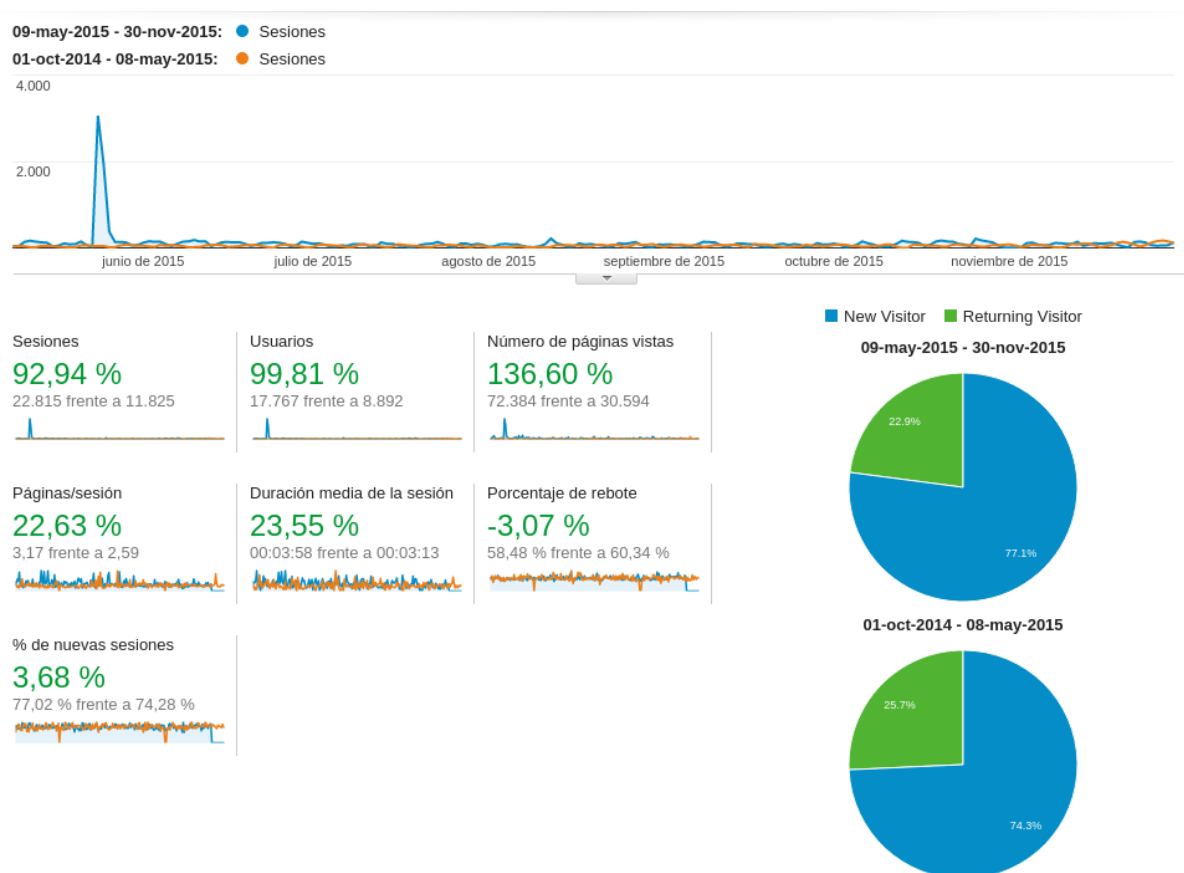 09-may-2015 - 30-nov-2015: Sesiones
01-oct-2014 - 08-may-2015: Sesiones
4.000
2.000
junio de 2015 julio de 2015 agosto de 2015 septiembre de 2015 octubre de 2015 noviembre de 2015
New Visitor Returning Visitor
09-may-2015 - 30-nov-2015
22.9%
77.1%
01-oct-2014 - 08-may-2015
25.7%
74.3%
Sesiones
92,94 %
22.815 frente a 11.825
Usuarios
99,81 %
17.767 frente a 8.892
Número de páginas vistas
136,60 %
72.384 frente a 30.594
Páginas/sesión
22,63 %
3,17 frente a 2,59
Duración media de la sesión
23,55 %
00:03:58 frente a 00:03:13
Porcentaje de rebote
-3,07 %
58,48 % frente a 60,34 %
% de nuevas sesiones
3,68 %
77,02 % frente a 74,28 %